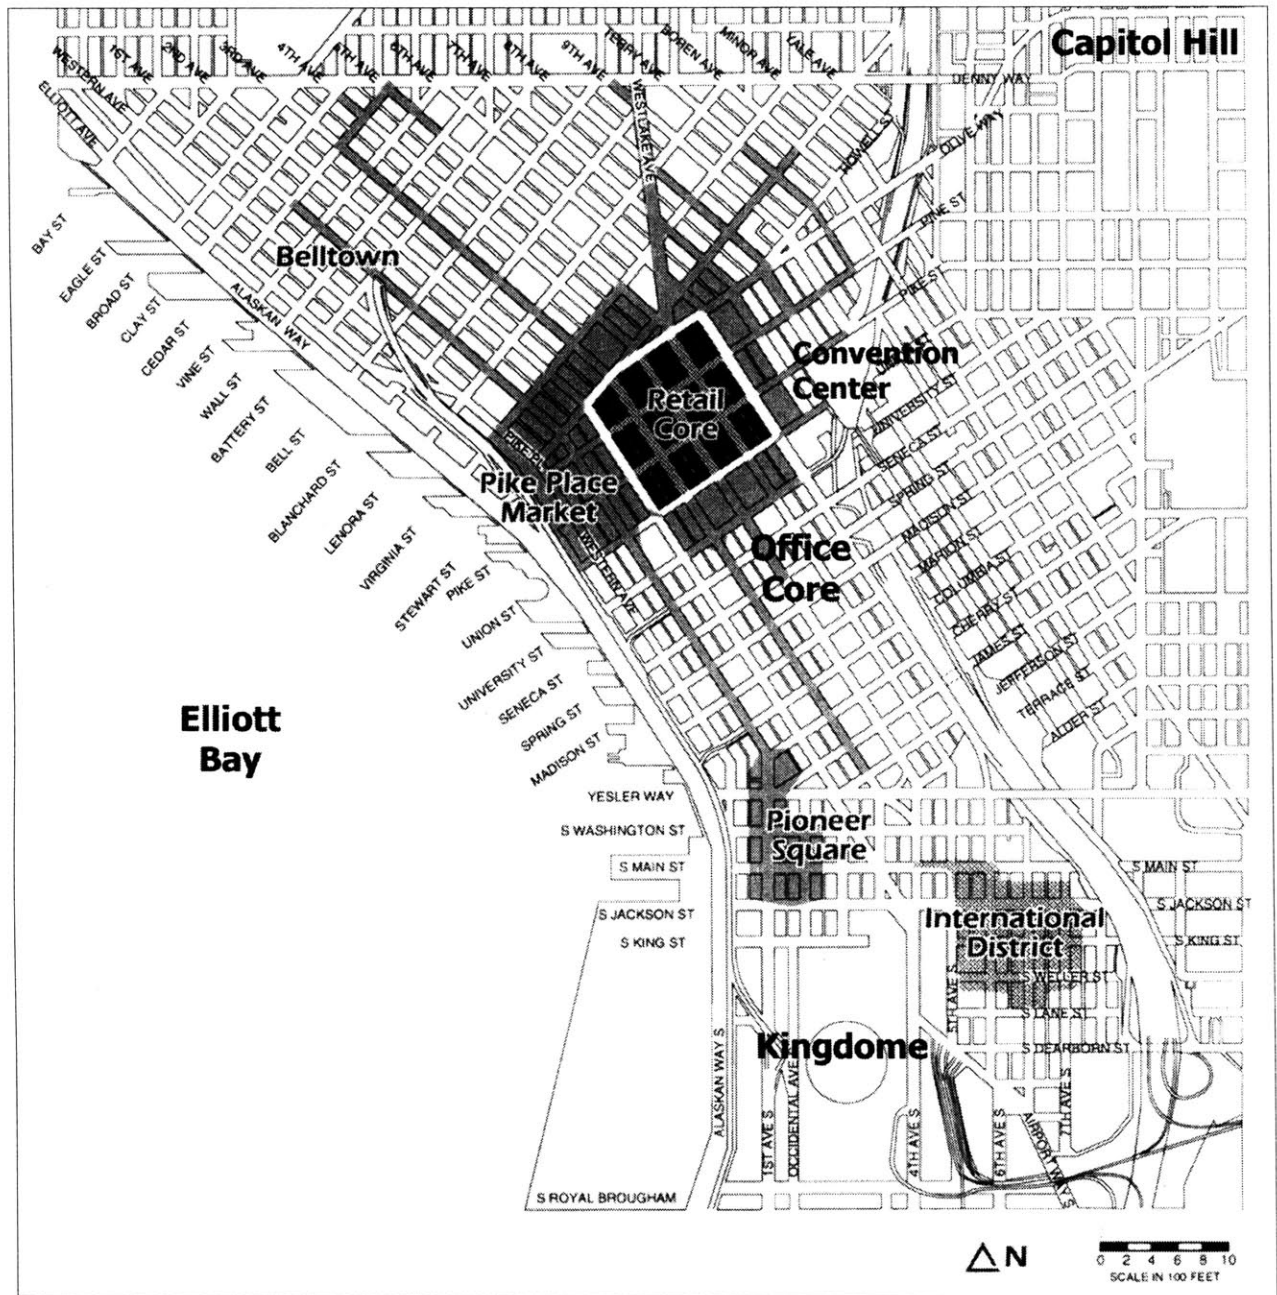 Capitol Hill
WESTERN AVE
1ST AVE
2ND AVE
3RD AVE
4TH AVE
5TH AVE
6TH AVE
7TH AVE
8TH AVE
9TH AVE
TERRY AVE
BOREN AVE
MINOR AVE
YALE AVE
DENNY WAY
ELLIOTT AVE
WESTLAKE AVE
HOWELL ST
OLIVE WAY
PINE ST
PIKE ST
BAY ST
EAGLE ST
BROAD ST
CLAY ST
CEDAR ST
VINE ST
WALL ST
BATTERY ST
BELL ST
BLANCHARD ST
LENORA ST
VIRGINIA ST
STEWART ST
PIKE ST
UNION ST
UNIVERSITY ST
SENECA ST
SPRING ST
MADISON ST
ALASKAN WAY
Belltown
Convention
Center
Retail
Core
PIKE PL
Pike Place
Market
WESTERN AVE
Office
Core
UNIVERSITY ST
SENECA ST
SPRING ST
MADISON ST
MARION ST
COLUMBIA ST
CHERRY ST
JAMES ST
JEFFERSON ST
TERRACE ST
ALDER ST
Elliott
Bay
YESLER WAY
S WASHINGTON ST
S MAIN ST
S JACKSON ST
S KING ST
Pioneer
Square
S MAIN ST
S JACKSON ST
S KING ST
International
District
S WELLER ST
S LANE ST
S DEARBORN ST
5TH AVE S
Kingdome
ALASKAN WAY S
1ST AVE S
OCCIDENTAL AVE
4TH AVE S
6TH AVE S
7TH AVE S
AIRPORT WAY S
S ROYAL BROUGHAM
N
0 2 4 6 8 10
SCALE IN 100 FEET